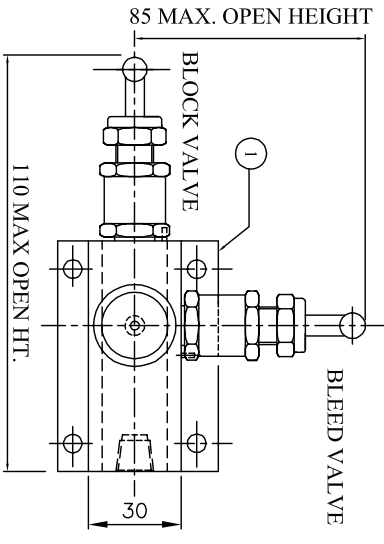 85 MAX. OPEN HEIGHT
BLOCK VALVE
1
110 MAX OPEN HT.
BLEED VALVE
30